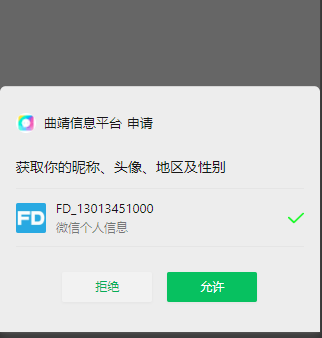 曲靖信息平台 申请
获取你的昵称、头像、地区及性别
FD
FD_13013451000
微信个人信息
拒绝
允许